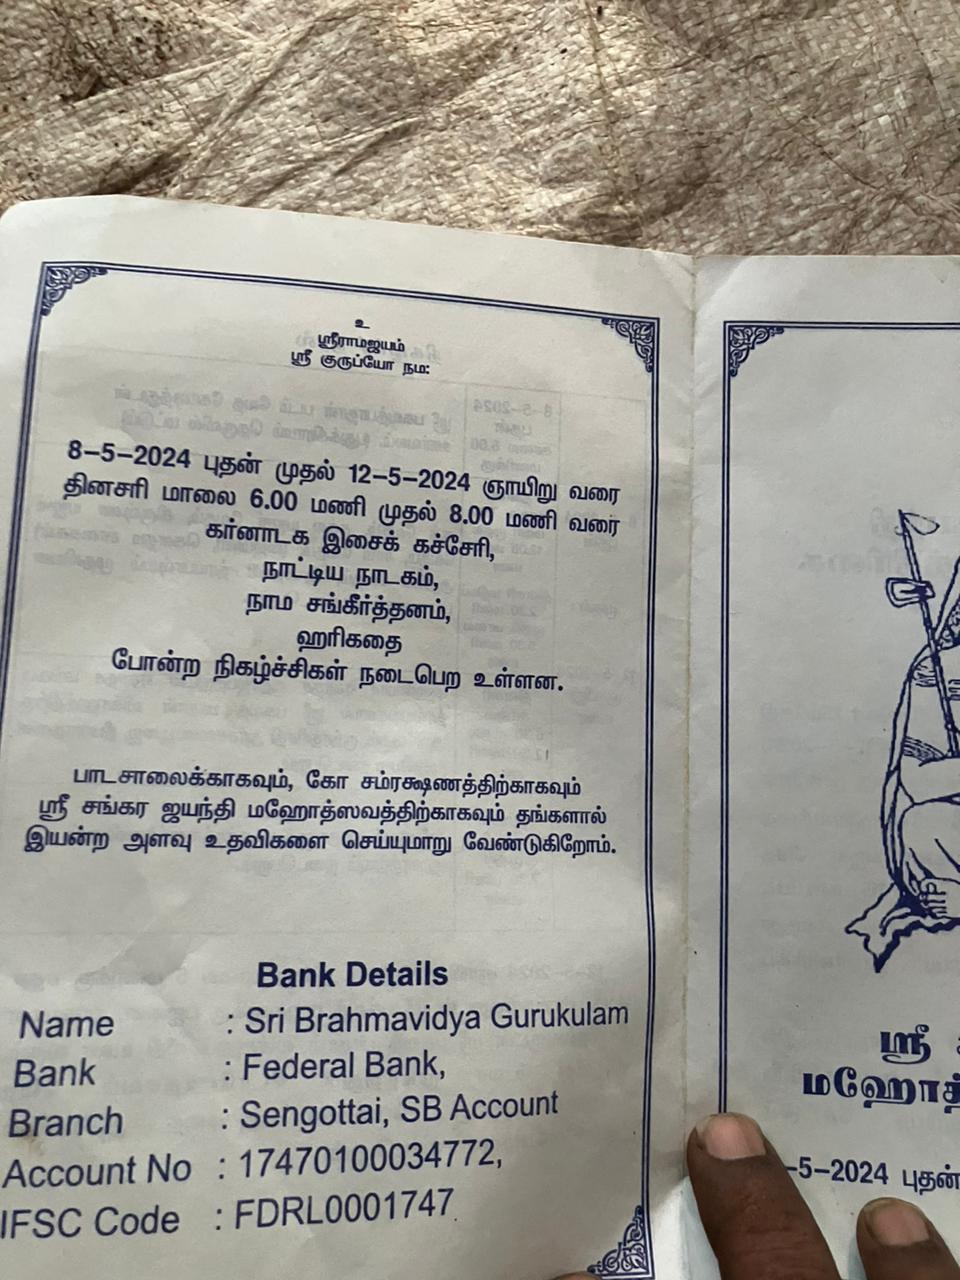 உ
ஸ்ரீராமஜயம்
ஸ்ரீ குருப்யோ நம:
8-5-2024 புதன் முதல் 12-5-2024 ஞாயிறு வரை
தினசரி மாலை 6.00 மணி முதல் 8.00 மணி வரை
கர்னாடக இசைக் கச்சேரி,
நாட்டிய நாடகம்,
நாம சங்கீர்த்தனம்,
ஹரிகதை
போன்ற நிகழ்ச்சிகள் நடைபெற உள்ளன.
பாடசாலைக்காகவும், கோ சம்ரக்ஷணத்திற்காகவும்
ஸ்ரீ சங்கர ஜயந்தி மஹோத்ஸவத்திற்காகவும் தங்களால்
இயன்ற அளவு உதவிகளை செய்யுமாறு வேண்டுகிறோம்.
Bank Details
Name : Sri Brahmavidya Gurukulam
Bank : Federal Bank,
Branch : Sengottai, SB Account
Account No : 17470100034772,
IFSC Code : FDRL0001747
ஸ்ரீ
மஹோத்
-5-2024 புதன்